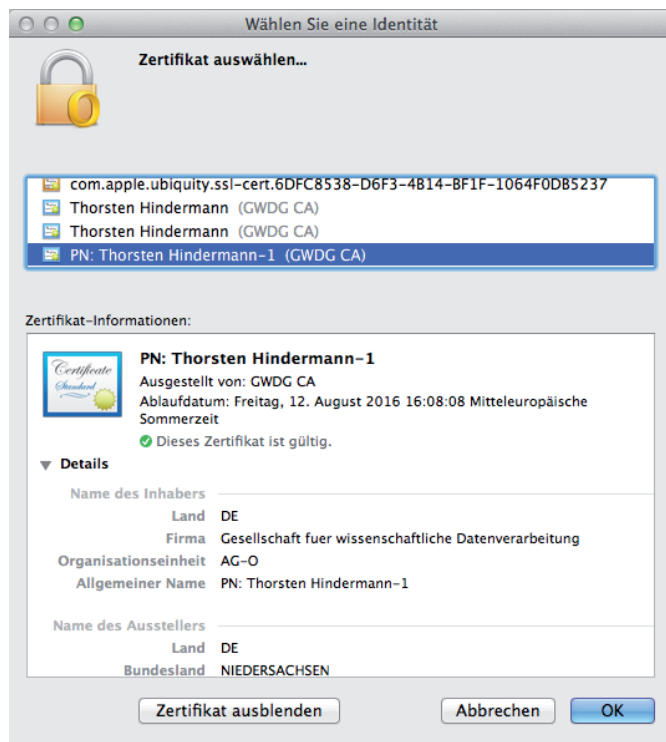 Wählen Sie eine Identität
Zertifikat auswählen...
com.apple.ubiquity.ssl-cert.6DFC8538-D6F3-4B14-BF1F-1064F0DB5237
Thorsten Hindermann (GWDG CA)
Thorsten Hindermann (GWDG CA)
PN: Thorsten Hindermann-1 (GWDG CA)
Zertifikat-Informationen:
Certificate
Standard
PN: Thorsten Hindermann-1
Ausgestellt von: GWDG CA
Ablaufdatum: Freitag, 12. August 2016 16:08:08 Mitteleuropäische
Sommerzeit
Dieses Zertifikat ist gültig.
Details
Name des Inhabers
Land DE
Firma Gesellschaft fuer wissenschaftliche Datenverarbeitung
Organisationseinheit AG-O
Allgemeiner Name PN: Thorsten Hindermann-1
Name des Ausstellers
Land DE
Bundesland NIEDERSACHSEN
Zertifikat ausblenden Abbrechen OK